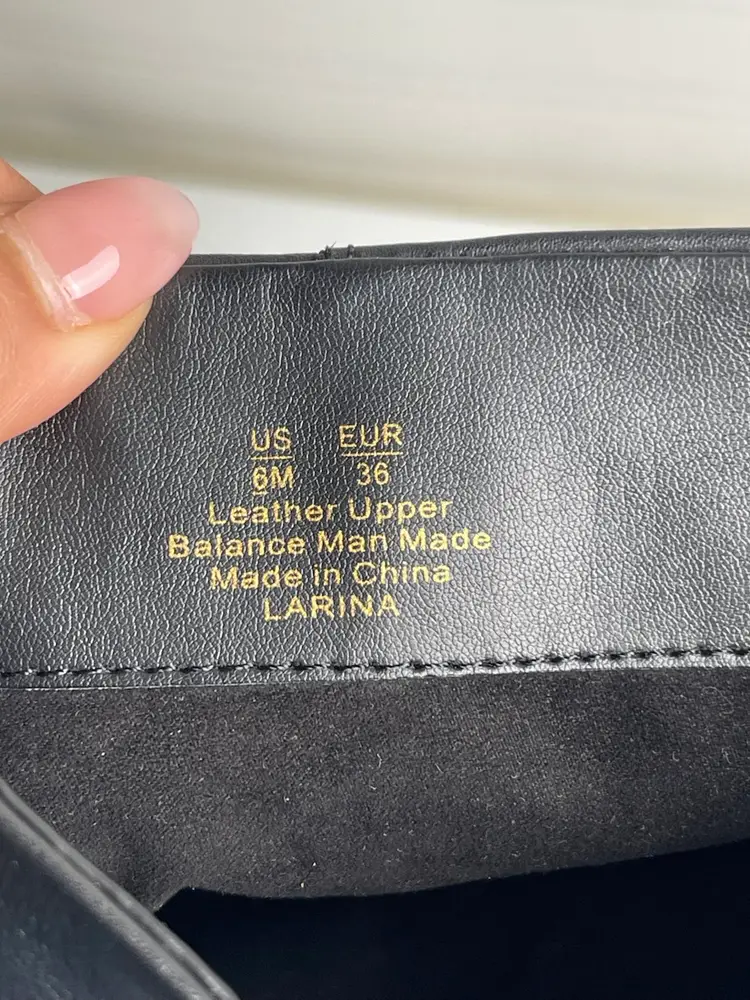 US EUR
6M 36
Leather Upper
Balance Man Made
Made in China
LARINA